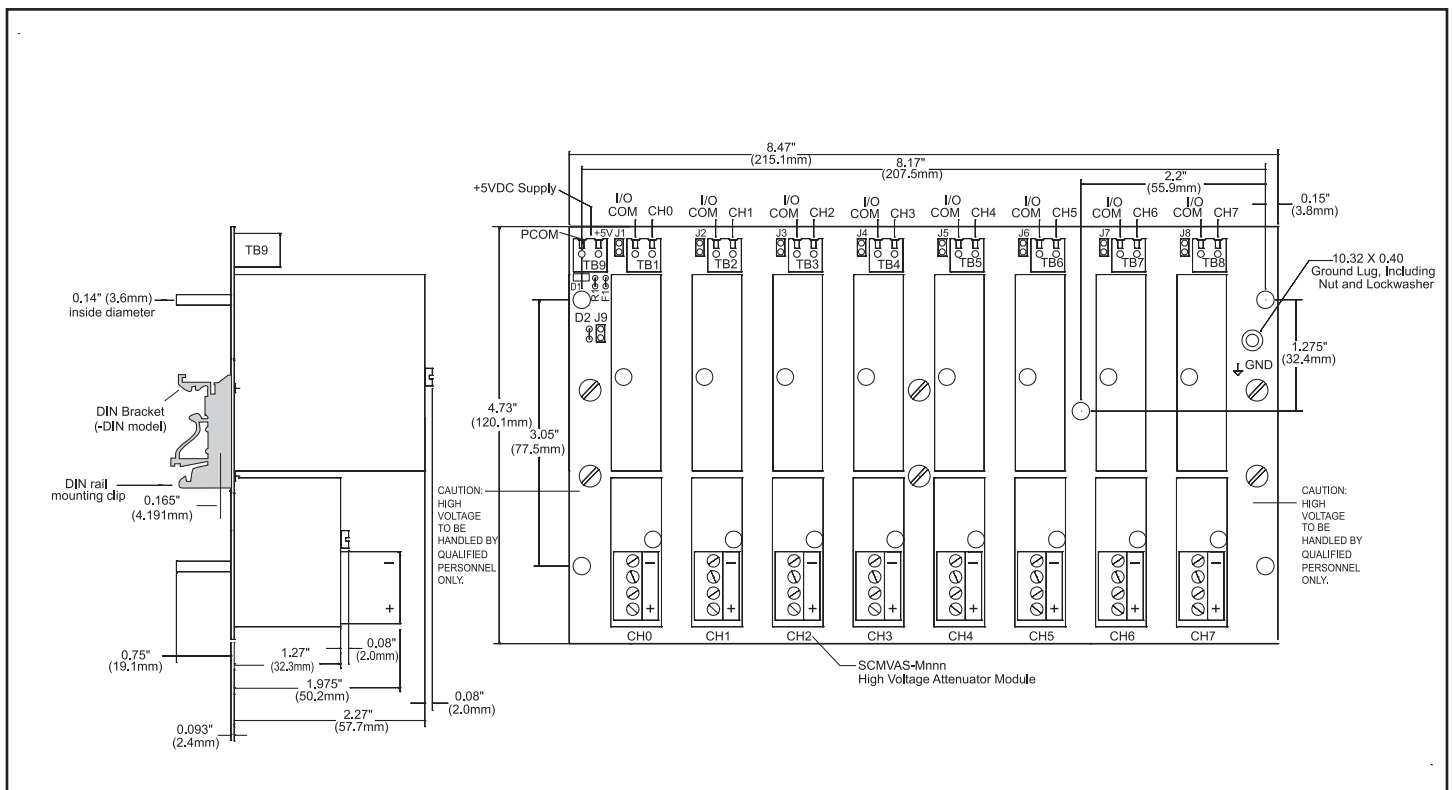 8.47"
(215.1mm)
8.17"
(207.5mm)
2.2"
(55.9mm)
0.15"
(3.8mm)
+5VDC Supply
I/O
COM CH0
I/O
COM CH1
I/O
COM CH2
I/O
COM CH3
I/O
COM CH4
I/O
COM CH5
I/O
COM CH6
I/O
COM CH7
PCOM
+5V
J1
J2
J3
J4
J5
J6
J7
J8
TB9
TB1
TB2
TB3
TB4
TB5
TB6
TB7
TB8
D1
R1
F1
D2 J9
10.32 X 0.40
Ground Lug, Including
Nut and Lockwasher
1.275"
(32.4mm)
GND
4.73"
(120.1mm)
3.05"
(77.5mm)
TB9
0.14" (3.6mm)
inside diameter
DIN Bracket
(-DIN model)
DIN rail
mounting clip
0.165"
(4.191mm)
CAUTION:
HIGH
VOLTAGE
TO BE
HANDLED BY
QUALIFIED
PERSONNEL
ONLY.
CAUTION:
HIGH
VOLTAGE
TO BE
HANDLED BY
QUALIFIED
PERSONNEL
ONLY.
−
+
− − − − − − − −
+ + + + + + + +
CH0 CH1 CH2 CH3 CH4 CH5 CH6 CH7
SCMVAS-Mnnn
High Voltage Attenuator Module
0.75"
(19.1mm)
1.27"
(32.3mm)
0.08"
(2.0mm)
1.975"
(50.2mm)
2.27"
(57.7mm)
0.08"
(2.0mm)
0.093"
(2.4mm)